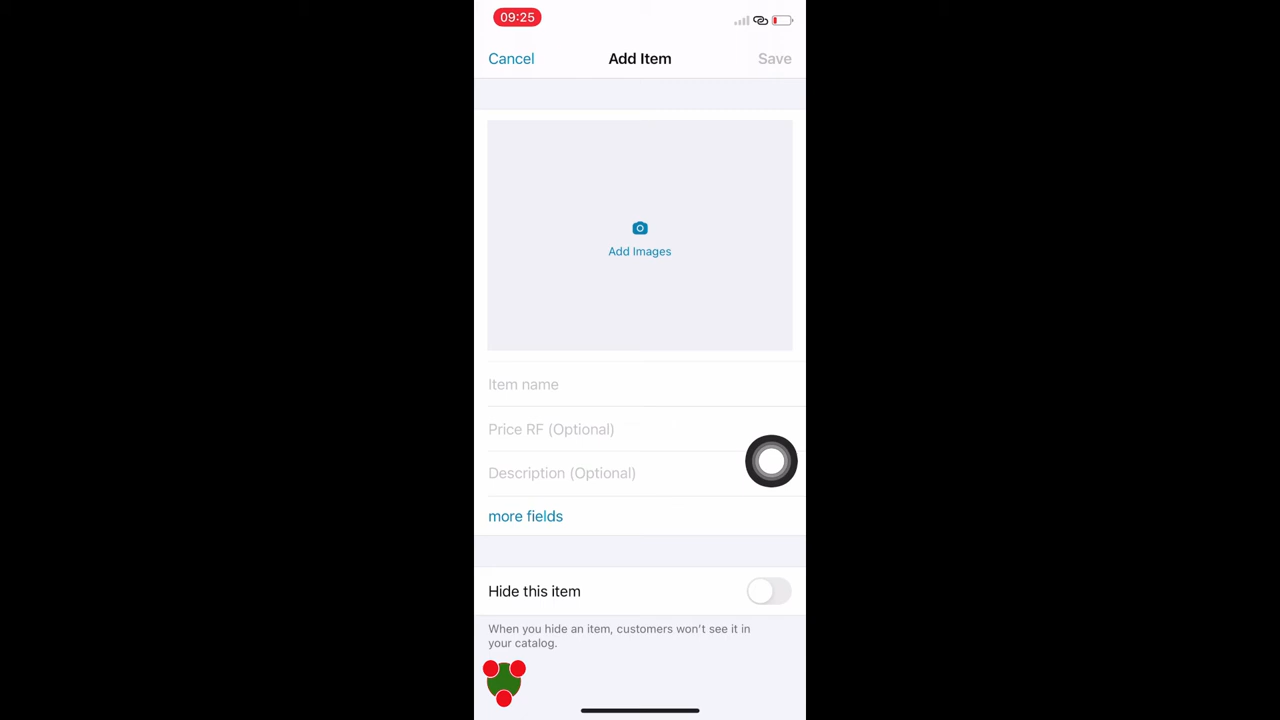 09:25
Cancel Add Item Save
Add Images
Item name
Price RF (Optional)
Description (Optional)
more fields
Hide this item
When you hide an item, customers won't see it in
your catalog.